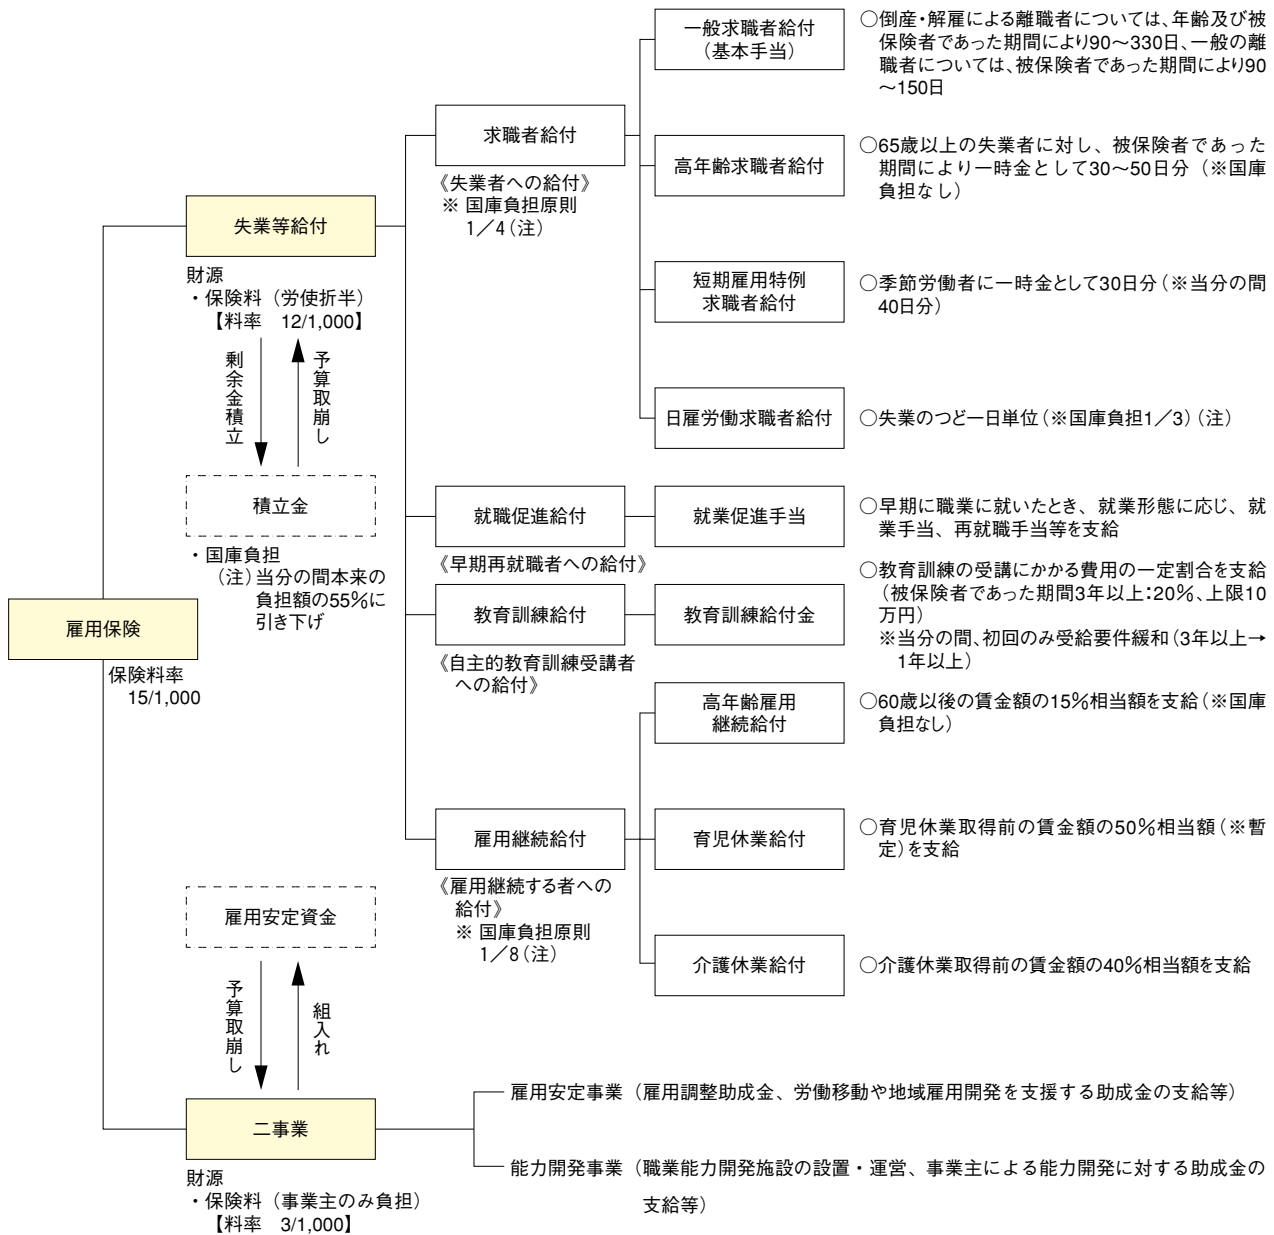 雇用保険
保険料率
15/1,000
失業等給付
財源
・保険料（労使折半）
【料率　12/1,000】
剰余金積立
予算取崩し
積立金
・国庫負担
（注）当分の間本来の
負担額の55％に
引き下げ
求職者給付
《失業者への給付》
※ 国庫負担原則
1／4（注）
一般求職者給付
（基本手当）
○倒産・解雇による離職者については、年齢及び被
保険者であった期間により90～330日、一般の離
職者については、被保険者であった期間により90
～150日
高年齢求職者給付
○65歳以上の失業者に対し、被保険者であった
期間により一時金として30～50日分（※国庫
負担なし）
短期雇用特例
求職者給付
○季節労働者に一時金として30日分（※当分の間
40日分）
日雇労働求職者給付
○失業のつど一日単位（※国庫負担1／3）（注）
就職促進給付
《早期再就職者への給付》
就業促進手当
○早期に職業に就いたとき、就業形態に応じ、就
業手当、再就職手当等を支給
教育訓練給付
《自主的教育訓練受講者
への給付》
教育訓練給付金
○教育訓練の受講にかかる費用の一定割合を支給
（被保険者であった期間3年以上：20％、上限10
万円）
※当分の間、初回のみ受給要件緩和（3年以上→
1年以上）
雇用継続給付
《雇用継続する者への
給付》
※ 国庫負担原則
1／8（注）
高年齢雇用
継続給付
○60歳以後の賃金額の15％相当額を支給（※国庫
負担なし）
育児休業給付
○育児休業取得前の賃金額の50％相当額（※暫
定）を支給
介護休業給付
○介護休業取得前の賃金額の40％相当額を支給
雇用安定資金
予算取崩し
組入れ
二事業
財源
・保険料（事業主のみ負担）
【料率　3/1,000】
雇用安定事業（雇用調整助成金、労働移動や地域雇用開発を支援する助成金の支給等）
能力開発事業（職業能力開発施設の設置・運営、事業主による能力開発に対する助成金の
支給等）